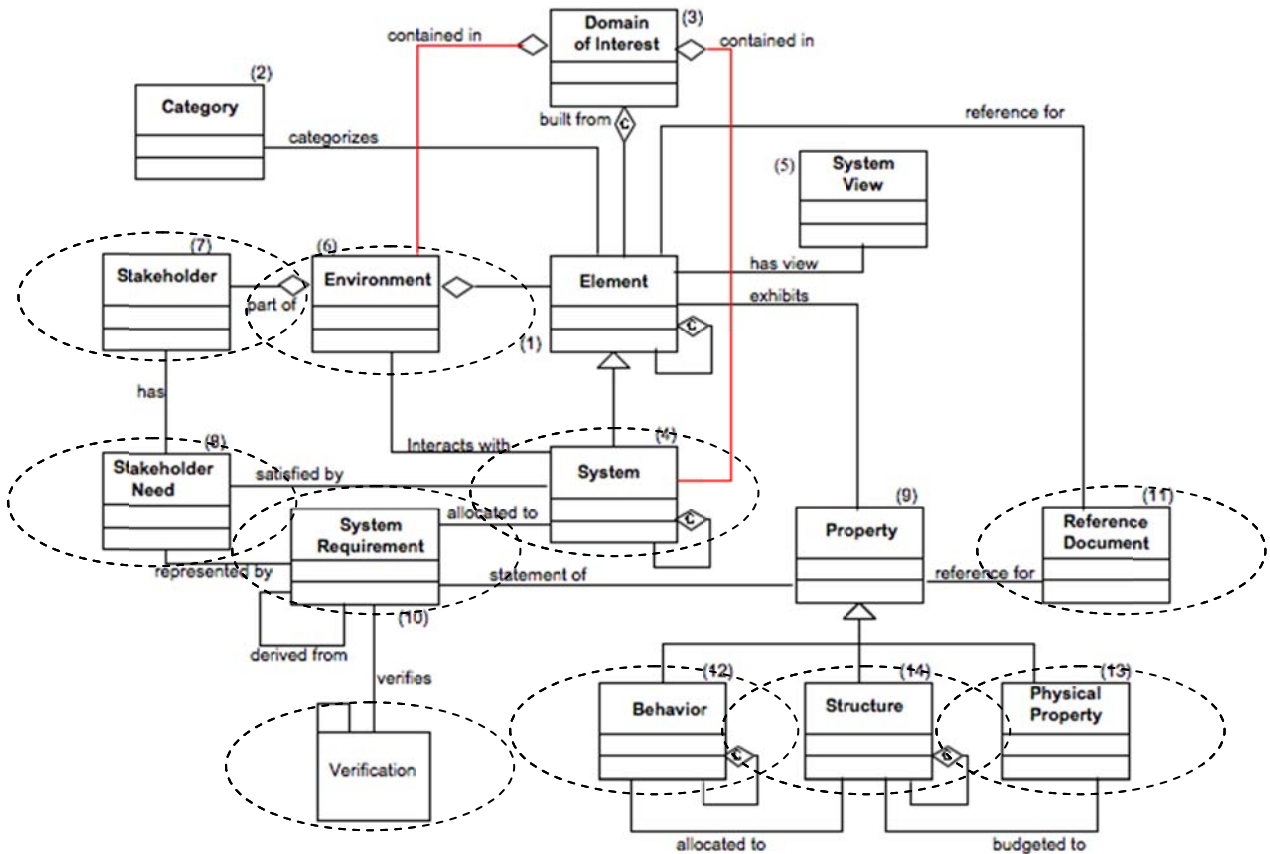 Domain
of Interest
(3)
contained in
contained in
(2)
Category
built from
C
reference for
categorizes
(5)
System
View
(7)
(6)
Stakeholder
Environment
Element
has view
part of
exhibits
C
(1)
has
Interacts with
(4)
(8)
Stakeholder
Need
satisfied by
System
(9)
(11)
System
Requirement
allocated to
C
Property
Reference
Document
represented by
statement of
reference for
(10)
derived from
verifies
(12)
(14)
(13)
Behavior
Structure
Physical
Property
C
C
Verification
allocated to
budgeted to